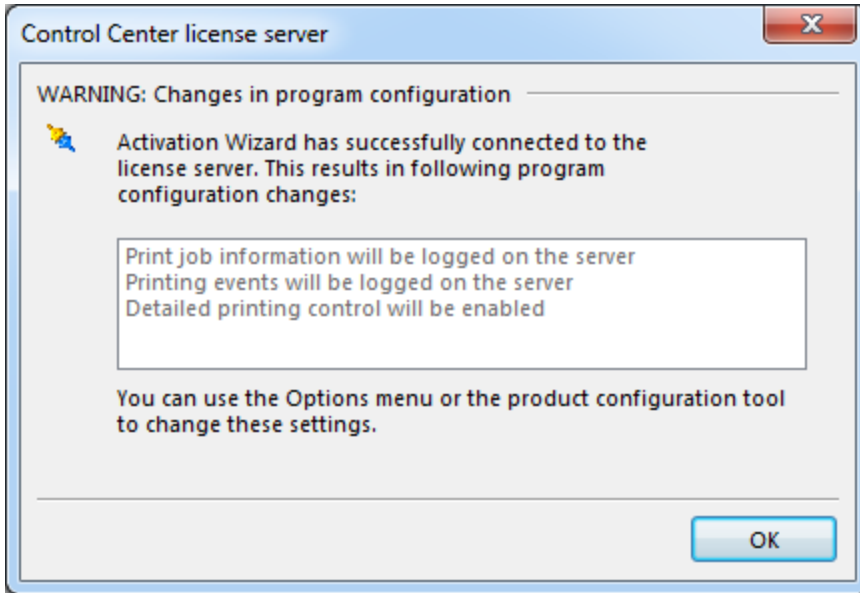 Control Center license server
WARNING: Changes in program configuration
Activation Wizard has successfully connected to the
license server. This results in following program
configuration changes:
Print job information will be logged on the server
Printing events will be logged on the server
Detailed printing control will be enabled
You can use the Options menu or the product configuration tool
to change these settings.
OK